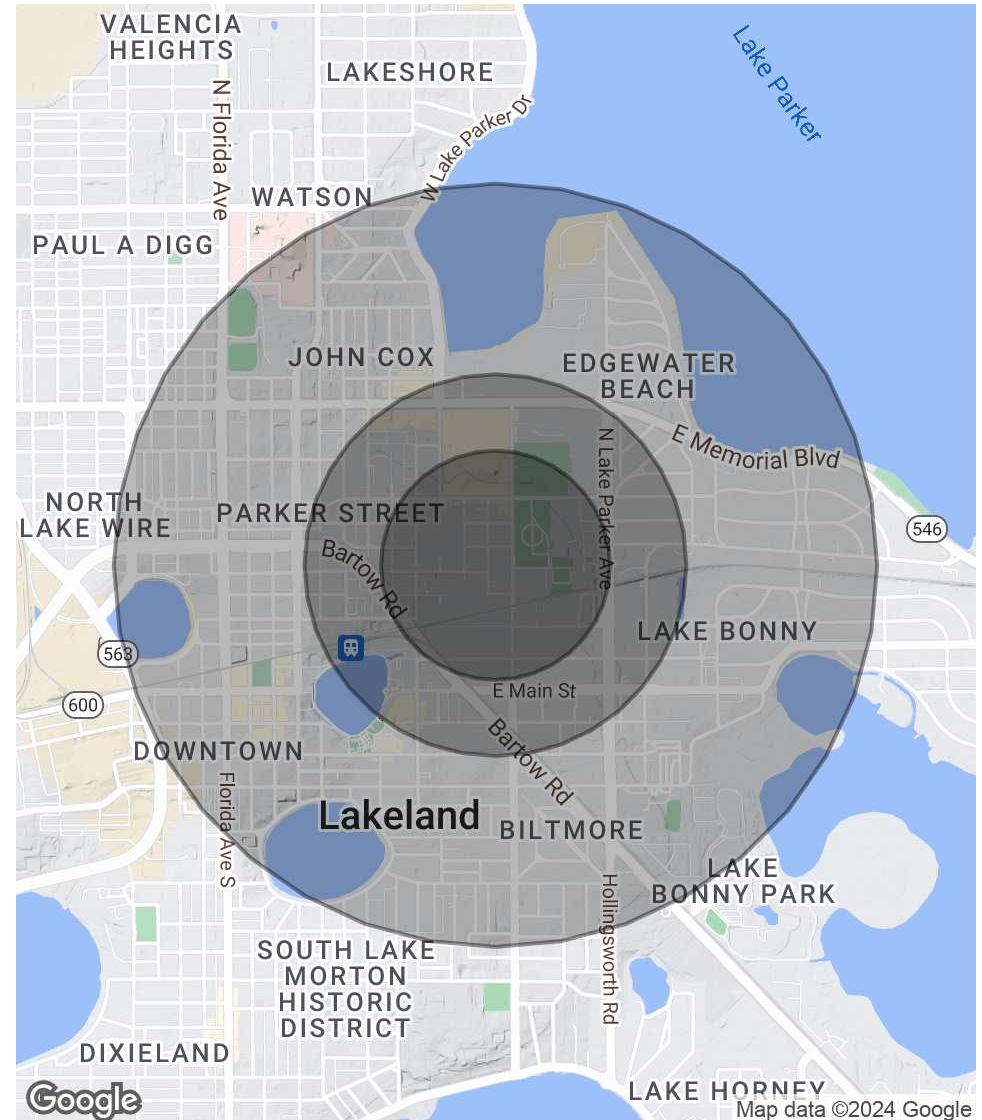 VALENCIA
HEIGHTS
LAKESHORE
Lake Parker
N Florida Ave
W Lake Parker Dr
WATSON
PAUL A DIGG
JOHN COX
EDGEWATER
BEACH
E Memorial Blvd
N Lake Parker Ave
NORTH
LAKE WIRE
PARKER STREET
546
Bartow Rd
LAKE BONNY
563
600
E Main St
DOWNTOWN
Bartow Rd
Florida Ave S
Lakeland
BILTMORE
LAKE
BONNY PARK
Hollingsworth Rd
SOUTH LAKE
MORTON
HISTORIC
DISTRICT
DIXIELAND
LAKE HORNEY
Google
Map data ©2024 Google